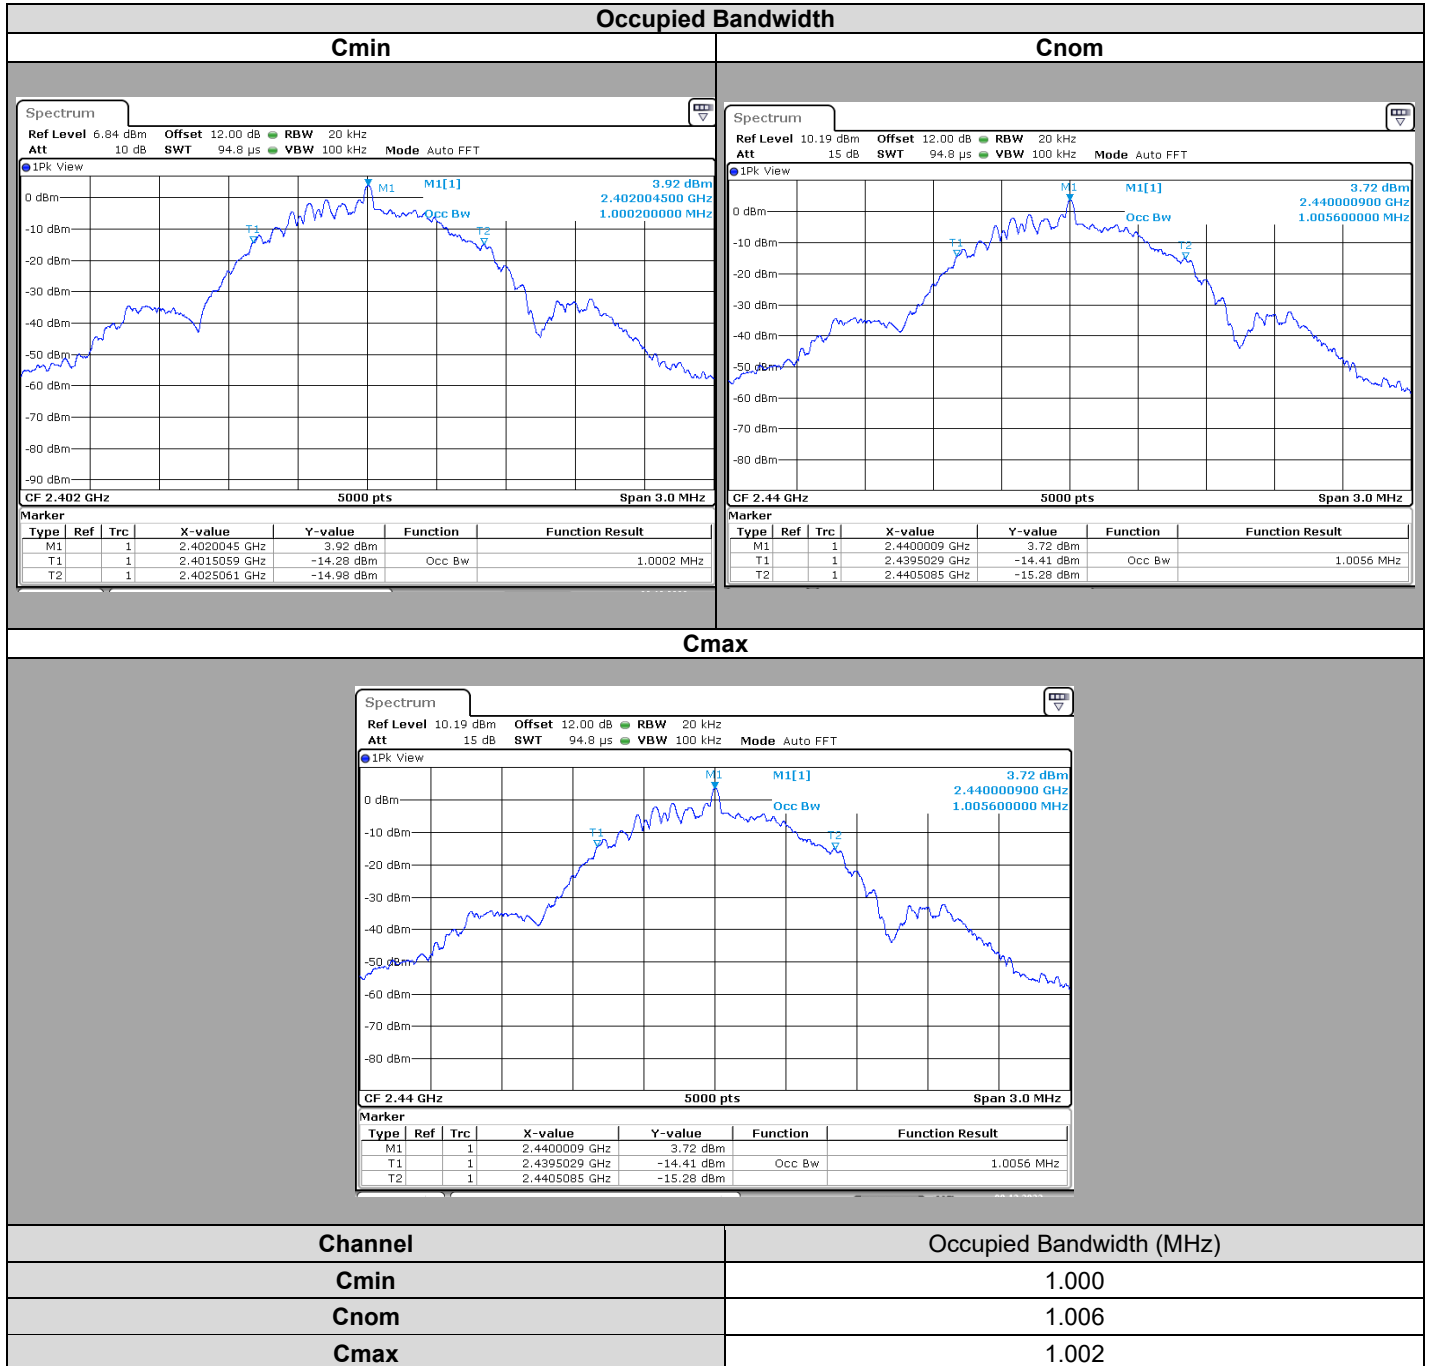 Occupied Bandwidth
Cmin Cnom
Spectrum
Ref Level 6.84 dBm Offset 12.00 dB RBW 20 kHz
Att 10 dB SWT 94.8 µs VBW 100 kHz Mode Auto FFT
1Pk View
M1[1] 3.92 dBm
2.402004500 GHz
Occ Bw 1.000200000 MHz
M1
T1
T2
0 dBm
-10 dBm
-20 dBm
-30 dBm
-40 dBm
-50 dBm
-60 dBm
-70 dBm
-80 dBm
-90 dBm
CF 2.402 GHz 5000 pts Span 3.0 MHz
Marker
Type Ref Trc X-value Y-value Function Function Result
M1 1 2.4020045 GHz 3.92 dBm
T1 1 2.4015059 GHz -14.28 dBm Occ Bw 1.0002 MHz
T2 1 2.4025061 GHz -14.98 dBm
Spectrum
Ref Level 10.19 dBm Offset 12.00 dB RBW 20 kHz
Att 15 dB SWT 94.8 µs VBW 100 kHz Mode Auto FFT
1Pk View
M1[1] 3.72 dBm
2.440000900 GHz
Occ Bw 1.005600000 MHz
M1
T1
T2
0 dBm
-10 dBm
-20 dBm
-30 dBm
-40 dBm
-50 dBm
-60 dBm
-70 dBm
-80 dBm
CF 2.44 GHz 5000 pts Span 3.0 MHz
Marker
Type Ref Trc X-value Y-value Function Function Result
M1 1 2.4400009 GHz 3.72 dBm
T1 1 2.4395029 GHz -14.41 dBm Occ Bw 1.0056 MHz
T2 1 2.4405085 GHz -15.28 dBm
Cmax
Spectrum
Ref Level 10.19 dBm Offset 12.00 dB RBW 20 kHz
Att 15 dB SWT 94.8 µs VBW 100 kHz Mode Auto FFT
1Pk View
M1[1] 3.72 dBm
2.440000900 GHz
Occ Bw 1.005600000 MHz
M1
T1
T2
0 dBm
-10 dBm
-20 dBm
-30 dBm
-40 dBm
-50 dBm
-60 dBm
-70 dBm
-80 dBm
CF 2.44 GHz 5000 pts Span 3.0 MHz
Marker
Type Ref Trc X-value Y-value Function Function Result
M1 1 2.4400009 GHz 3.72 dBm
T1 1 2.4395029 GHz -14.41 dBm Occ Bw 1.0056 MHz
T2 1 2.4405085 GHz -15.28 dBm
Channel Occupied Bandwidth (MHz)
Cmin 1.000
Cnom 1.006
Cmax 1.002